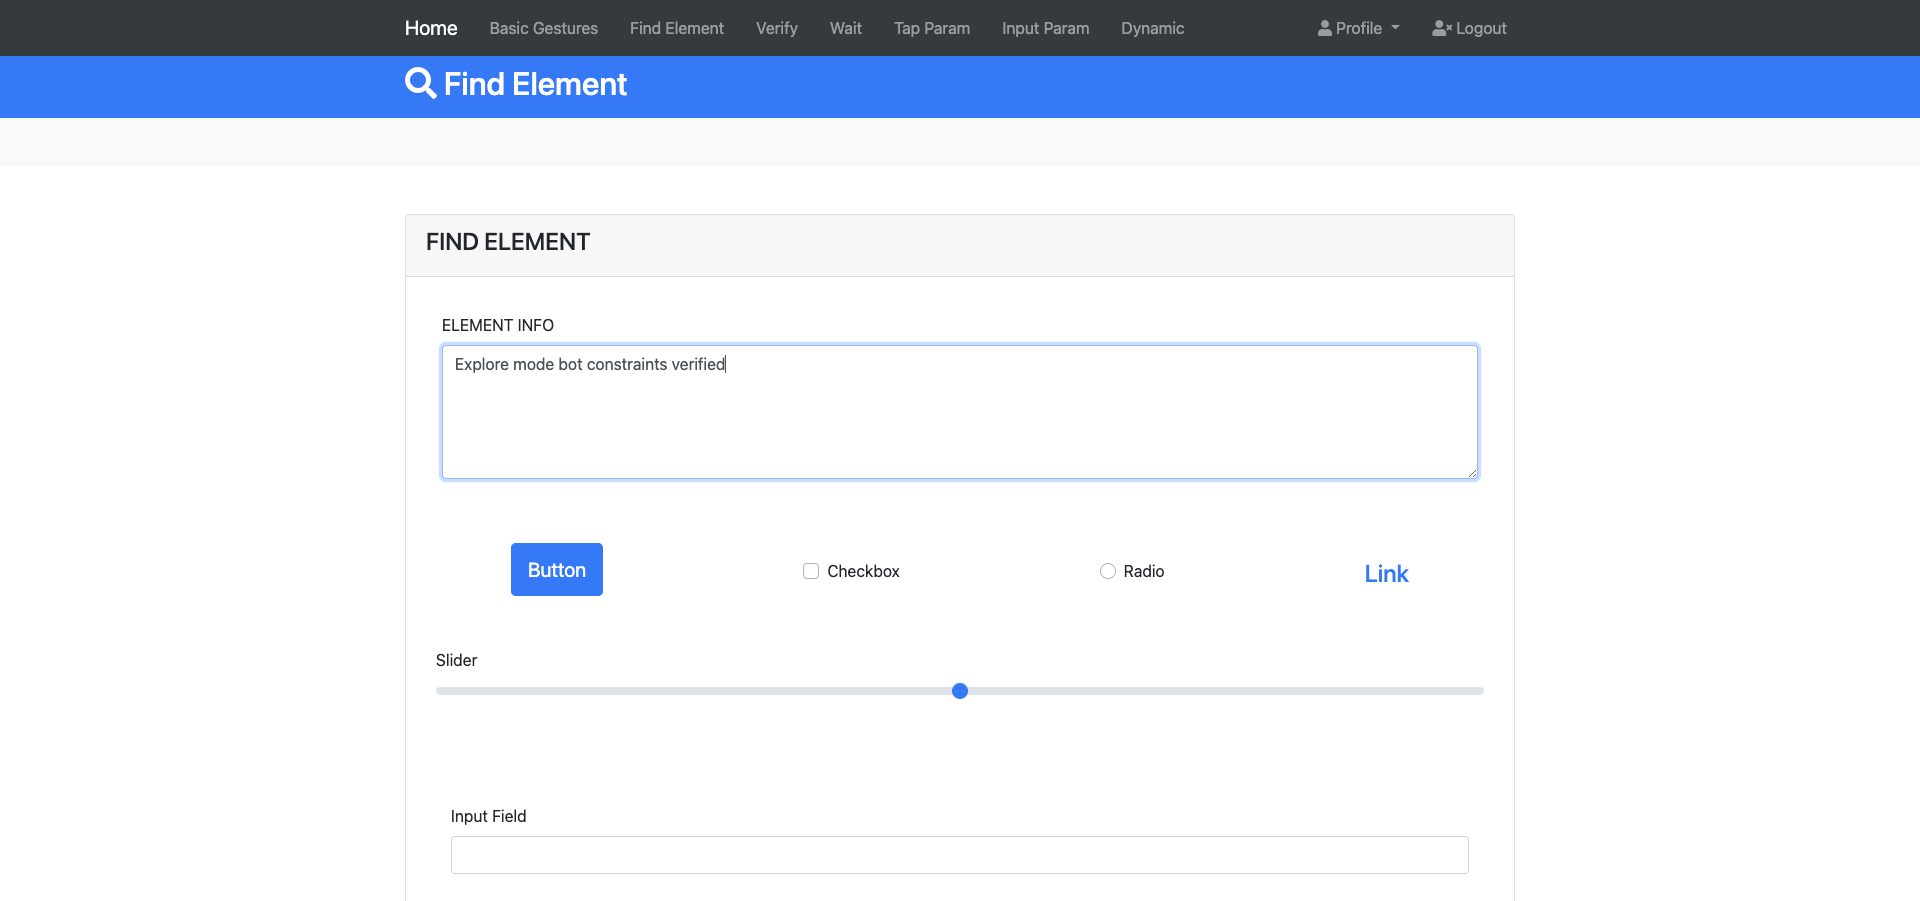 Home Basic Gestures Find Element Verify Wait Tap Param Input Param Dynamic Profile Logout
Find Element
FIND ELEMENT
ELEMENT INFO
Explore mode bot constraints verified
Button Checkbox Radio Link
Slider
Input Field